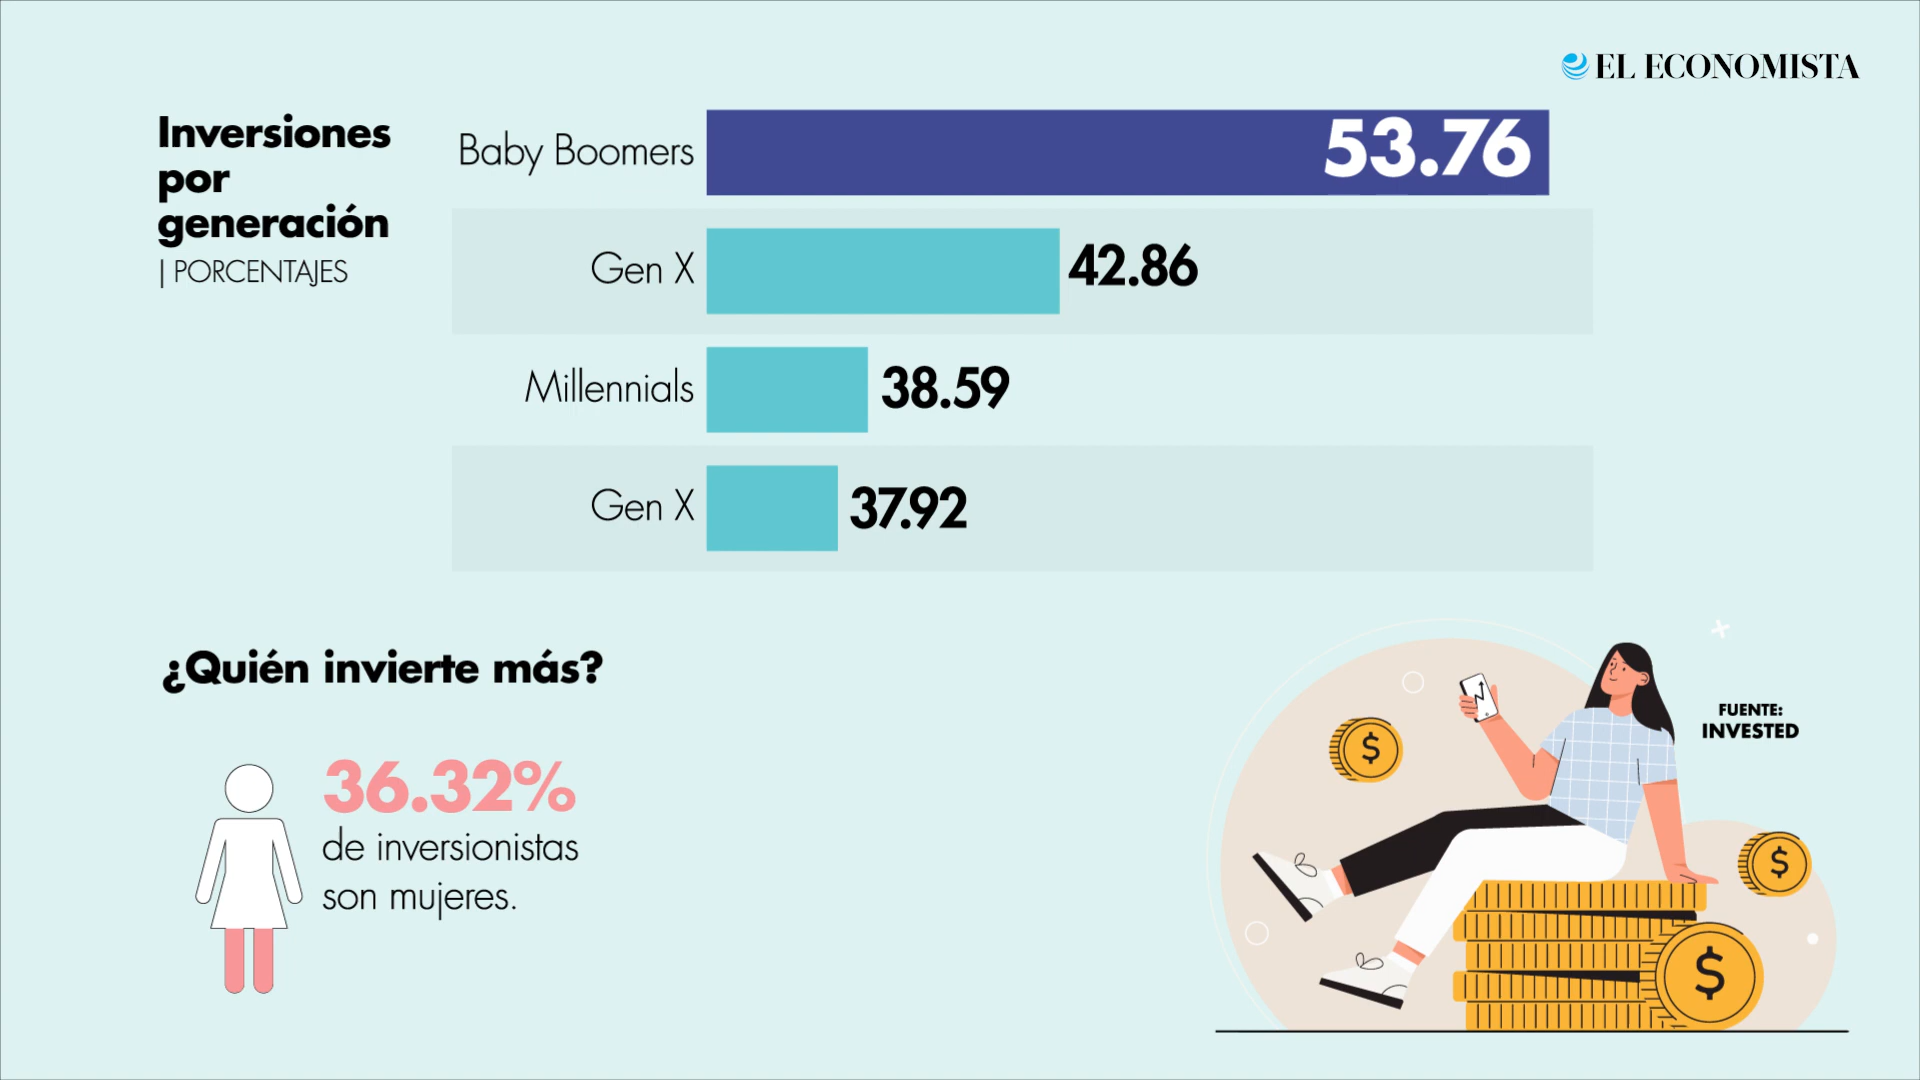 EL ECONOMISTA
Inversiones
por
generación
| PORCENTAJES
Baby Boomers 53.76
Gen X 42.86
Millennials 38.59
Gen X 37.92
¿Quién invierte más?
36.32%
de inversionistas
son mujeres.
FUENTE:
INVESTED
$
$
$